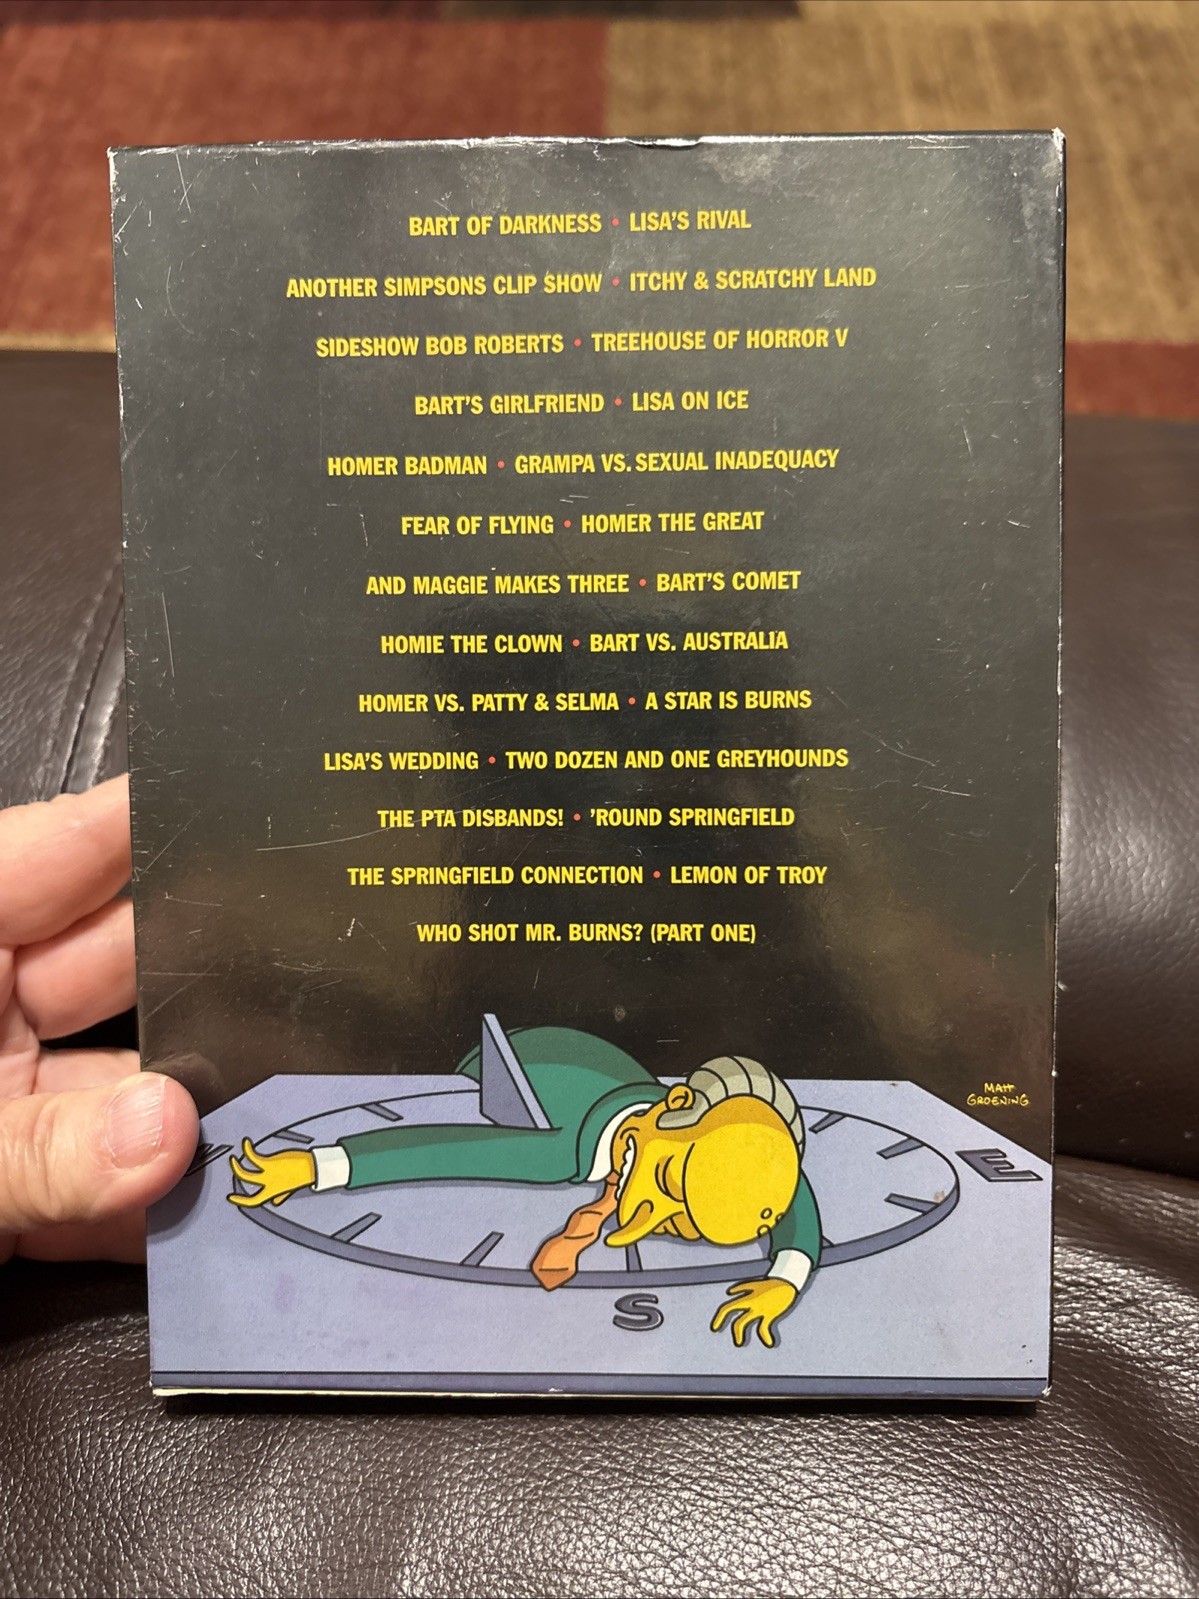 BART OF DARKNESS • LISA'S RIVAL
ANOTHER SIMPSONS CLIP SHOW • ITCHY & SCRATCHY LAND
SIDESHOW BOB ROBERTS • TREEHOUSE OF HORROR V
BART'S GIRLFRIEND • LISA ON ICE
HOMER BADMAN • GRAMPA VS. SEXUAL INADEQUACY
FEAR OF FLYING • HOMER THE GREAT
AND MAGGIE MAKES THREE • BART'S COMET
HOMIE THE CLOWN • BART VS. AUSTRALIA
HOMER VS. PATTY & SELMA • A STAR IS BURNS
LISA'S WEDDING • TWO DOZEN AND ONE GREYHOUNDS
THE PTA DISBANDS! • 'ROUND SPRINGFIELD
THE SPRINGFIELD CONNECTION • LEMON OF TROY
WHO SHOT MR. BURNS? (PART ONE)
MATT
GROENING
W
E
S